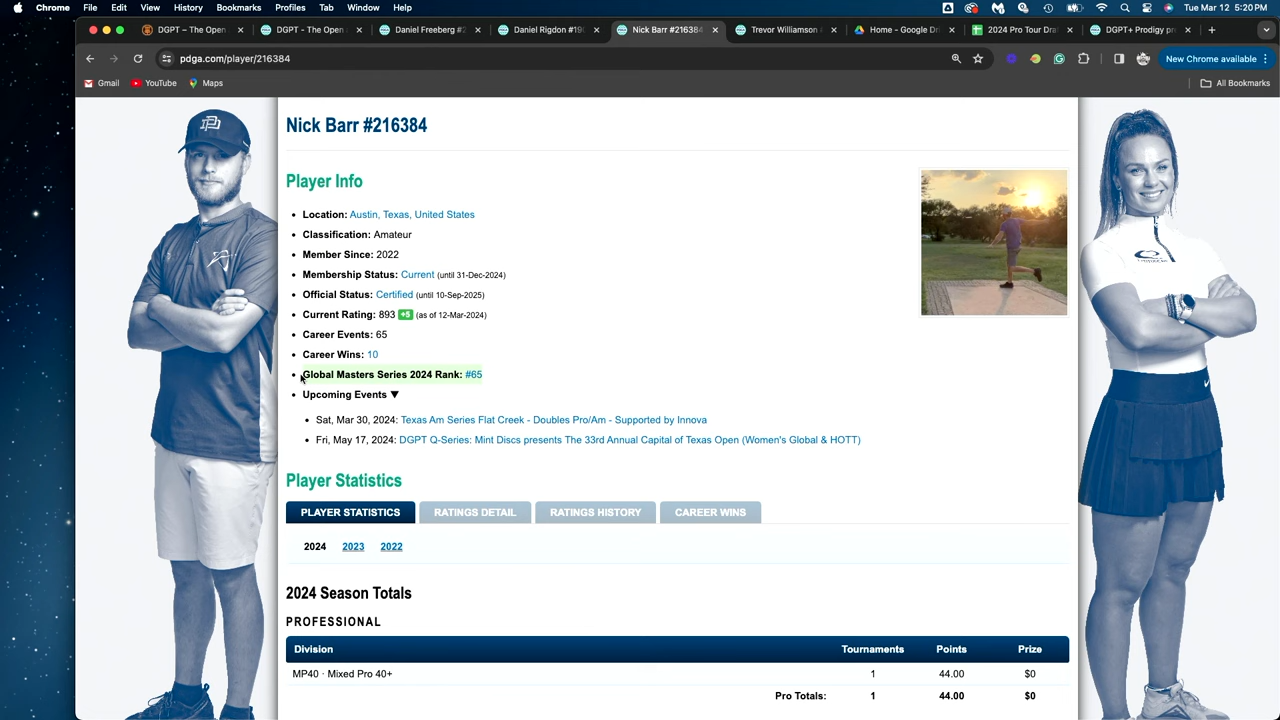 Chrome File Edit View History Bookmarks Profiles Tab Window Help Tue Mar 12 5:20 PM
DGPT – The Open DGPT - The Open Daniel Freeberg #2 Daniel Rigdon #19 Nick Barr #216384 Trevor Williamson Home - Google Dr 2024 Pro Tour Dra DGPT+ Prodigy pr
pdga.com/player/216384 New Chrome available
Gmail YouTube Maps All Bookmarks
Nick Barr #216384
Player Info
Location: Austin, Texas, United States
Classification: Amateur
Member Since: 2022
Membership Status: Current (until 31-Dec-2024)
Official Status: Certified (until 10-Sep-2025)
Current Rating: 893 +5 (as of 12-Mar-2024)
Career Events: 65
Career Wins: 10
Global Masters Series 2024 Rank: #65
Upcoming Events ▼
Sat, Mar 30, 2024: Texas Am Series Flat Creek - Doubles Pro/Am - Supported by Innova
Fri, May 17, 2024: DGPT Q-Series: Mint Discs presents The 33rd Annual Capital of Texas Open (Women's Global & HOTT)
Player Statistics
PLAYER STATISTICS RATINGS DETAIL RATINGS HISTORY CAREER WINS
2024 2023 2022
2024 Season Totals
PROFESSIONAL
Division Tournaments Points Prize
MP40 · Mixed Pro 40+ 1 44.00 $0
Pro Totals: 1 44.00 $0